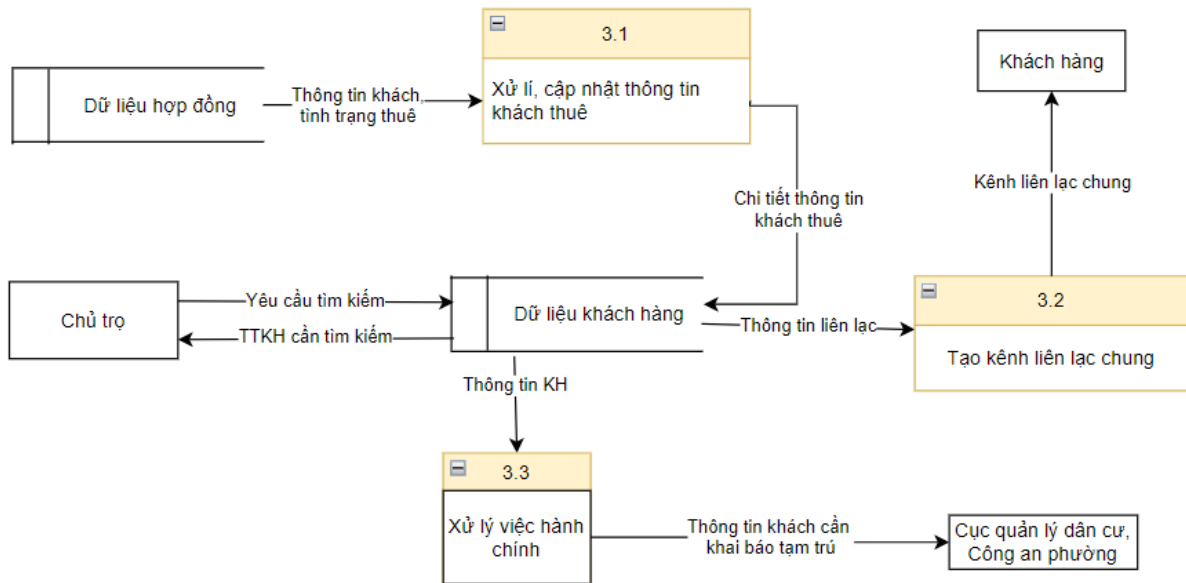 3.1
Khách hàng
Dữ liệu hợp đồng
Thông tin khách,
tình trạng thuê
Xử lí, cập nhật thông tin
khách thuê
Kênh liên lạc chung
Chi tiết thông tin
khách thuê
Chủ trọ
Yêu cầu tìm kiếm
TTKH cần tìm kiếm
Dữ liệu khách hàng
Thông tin liên lạc
3.2
Tạo kênh liên lạc chung
Thông tin KH
3.3
Xử lý việc hành
chính
Thông tin khách cần
khai báo tạm trú
Cục quản lý dân cư,
Công an phường